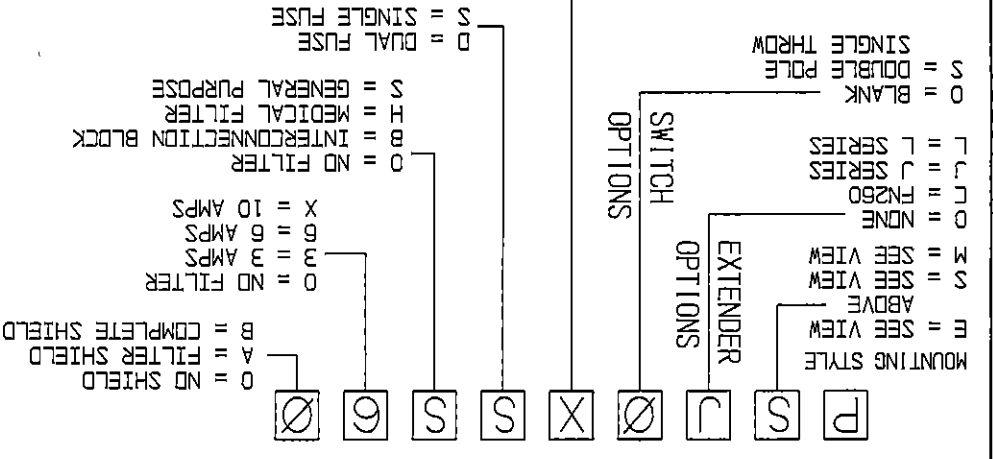 P S J Ø X S S 6 Ø
MOUNTING STYLE
E = SEE VIEW
ABOVE
S = SEE VIEW
M = SEE VIEW
EXTENDER
OPTIONS
0 = NONE
C = FN260
J = J SERIES
L = L SERIES
SWITCH
OPTIONS
0 = BLANK
S = DOUBLE POLE
SINGLE THROW
0 = NO SHIELD
A = FILTER SHIELD
B = COMPLETE SHIELD
0 = NO FILTER
3 = 3 AMPS
6 = 6 AMPS
X = 10 AMPS
0 = NO FILTER
B = INTERCONNECTION BLOCK
H = MEDICAL FILTER
S = GENERAL PURPOSE
D = DUAL FUSE
S = SINGLE FUSE